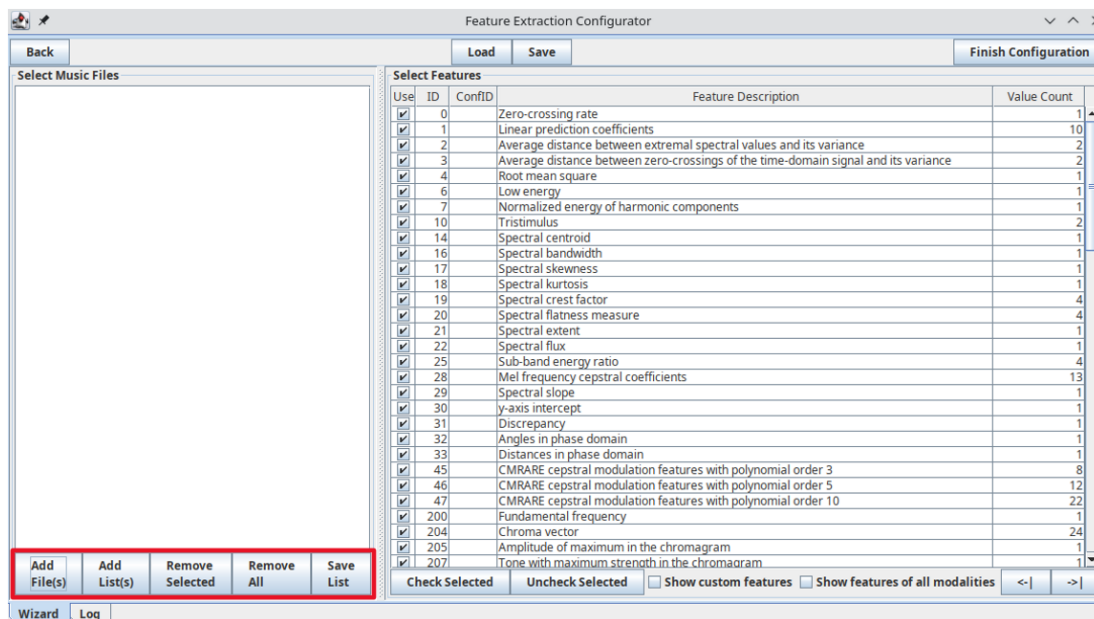 Feature Extraction Configurator
Back Load Save Finish Configuration
Select Music Files
Select Features
Use ID ConfID Feature Description Value Count
0 Zero-crossing rate 1
1 Linear prediction coefficients 10
2 Average distance between extremal spectral values and its variance 2
3 Average distance between zero-crossings of the time-domain signal and its variance 2
4 Root mean square 1
6 Low energy 1
7 Normalized energy of harmonic components 1
10 Tristimulus 2
14 Spectral centroid 1
16 Spectral bandwidth 1
17 Spectral skewness 1
18 Spectral kurtosis 1
19 Spectral crest factor 4
20 Spectral flatness measure 4
21 Spectral extent 1
22 Spectral flux 1
25 Sub-band energy ratio 4
28 Mel frequency cepstral coefficients 13
29 Spectral slope 1
30 y-axis intercept 1
31 Discrepancy 1
32 Angles in phase domain 1
33 Distances in phase domain 1
45 CMRARE cepstral modulation features with polynomial order 3 8
46 CMRARE cepstral modulation features with polynomial order 5 12
47 CMRARE cepstral modulation features with polynomial order 10 22
200 Fundamental frequency 1
204 Chroma vector 24
205 Amplitude of maximum in the chromagram 1
207 Tone with maximum strength in the chromagram 1
Add File(s) Add List(s) Remove Selected Remove All Save List
Check Selected Uncheck Selected Show custom features Show features of all modalities <-| ->|
Wizard Log